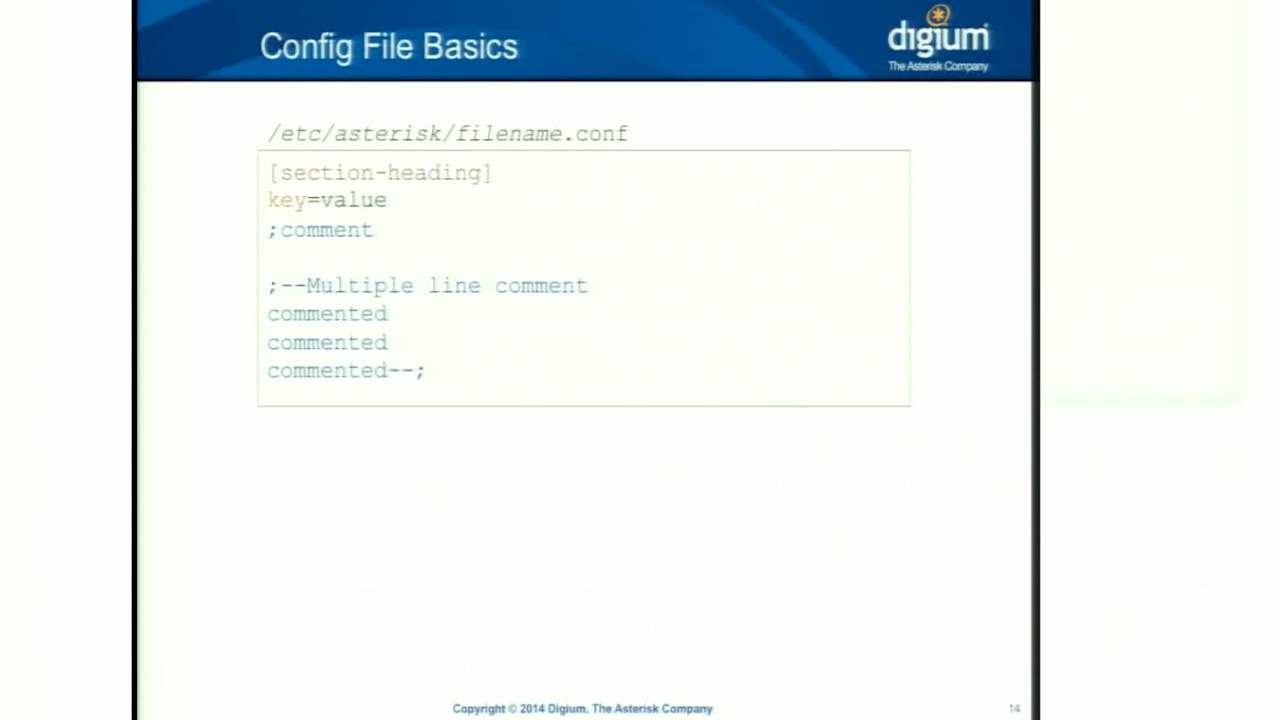 Config File Basics
digium
The Asterisk Company
/etc/asterisk/filename.conf
[section-heading]
key=value
;comment
;--Multiple line comment
commented
commented
commented--;
Copyright © 2014 Digium, The Asterisk Company
14